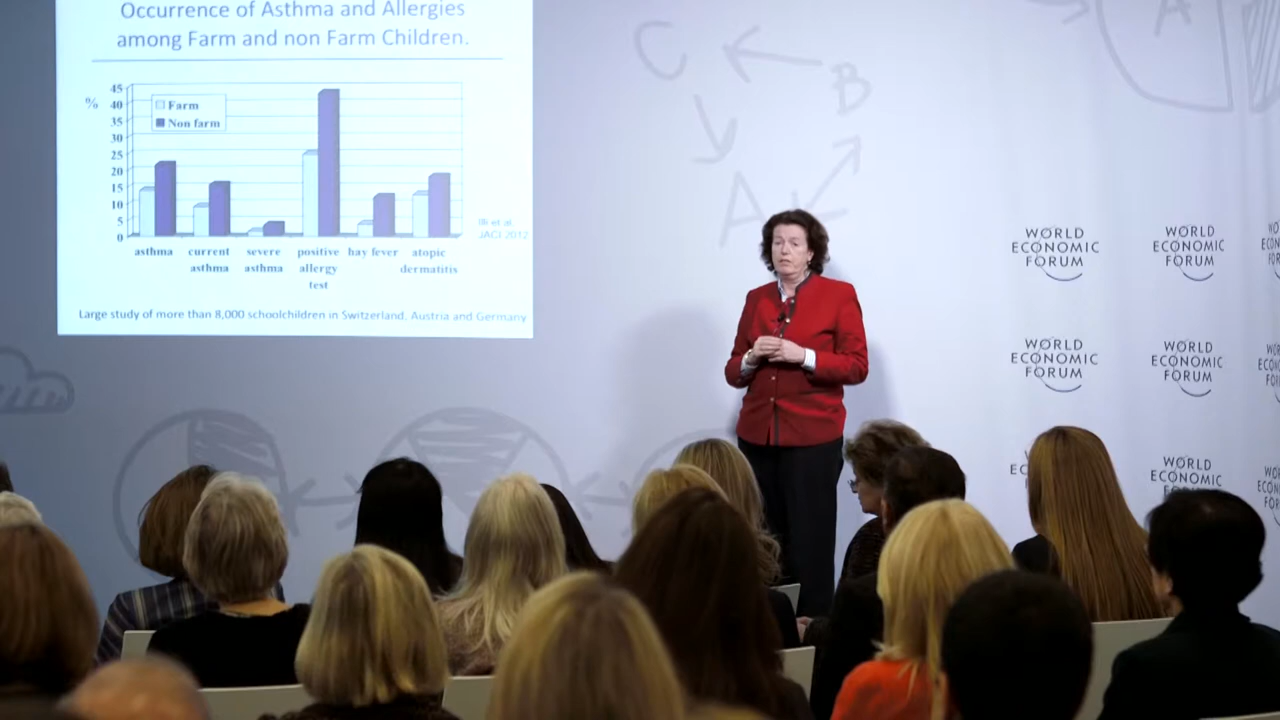 Occurrence of Asthma and Allergies
among Farm and non Farm Children.
%
45
40
35
30
25
20
15
10
5
0
Farm
Non farm
asthma
current
asthma
severe
asthma
positive
allergy
test
hay fever
atopic
dermatitis
Illi et al.
JACI 2012
Large study of more than 8,000 schoolchildren in Switzerland, Austria and Germany
C
B
A
A
WORLD
ECONOMIC
FORUM
WORLD
ECONOMIC
FORUM
WORLD
ECONOMIC
FORUM
WORLD
ECONOMIC
FORUM
WORLD
ECONOMIC